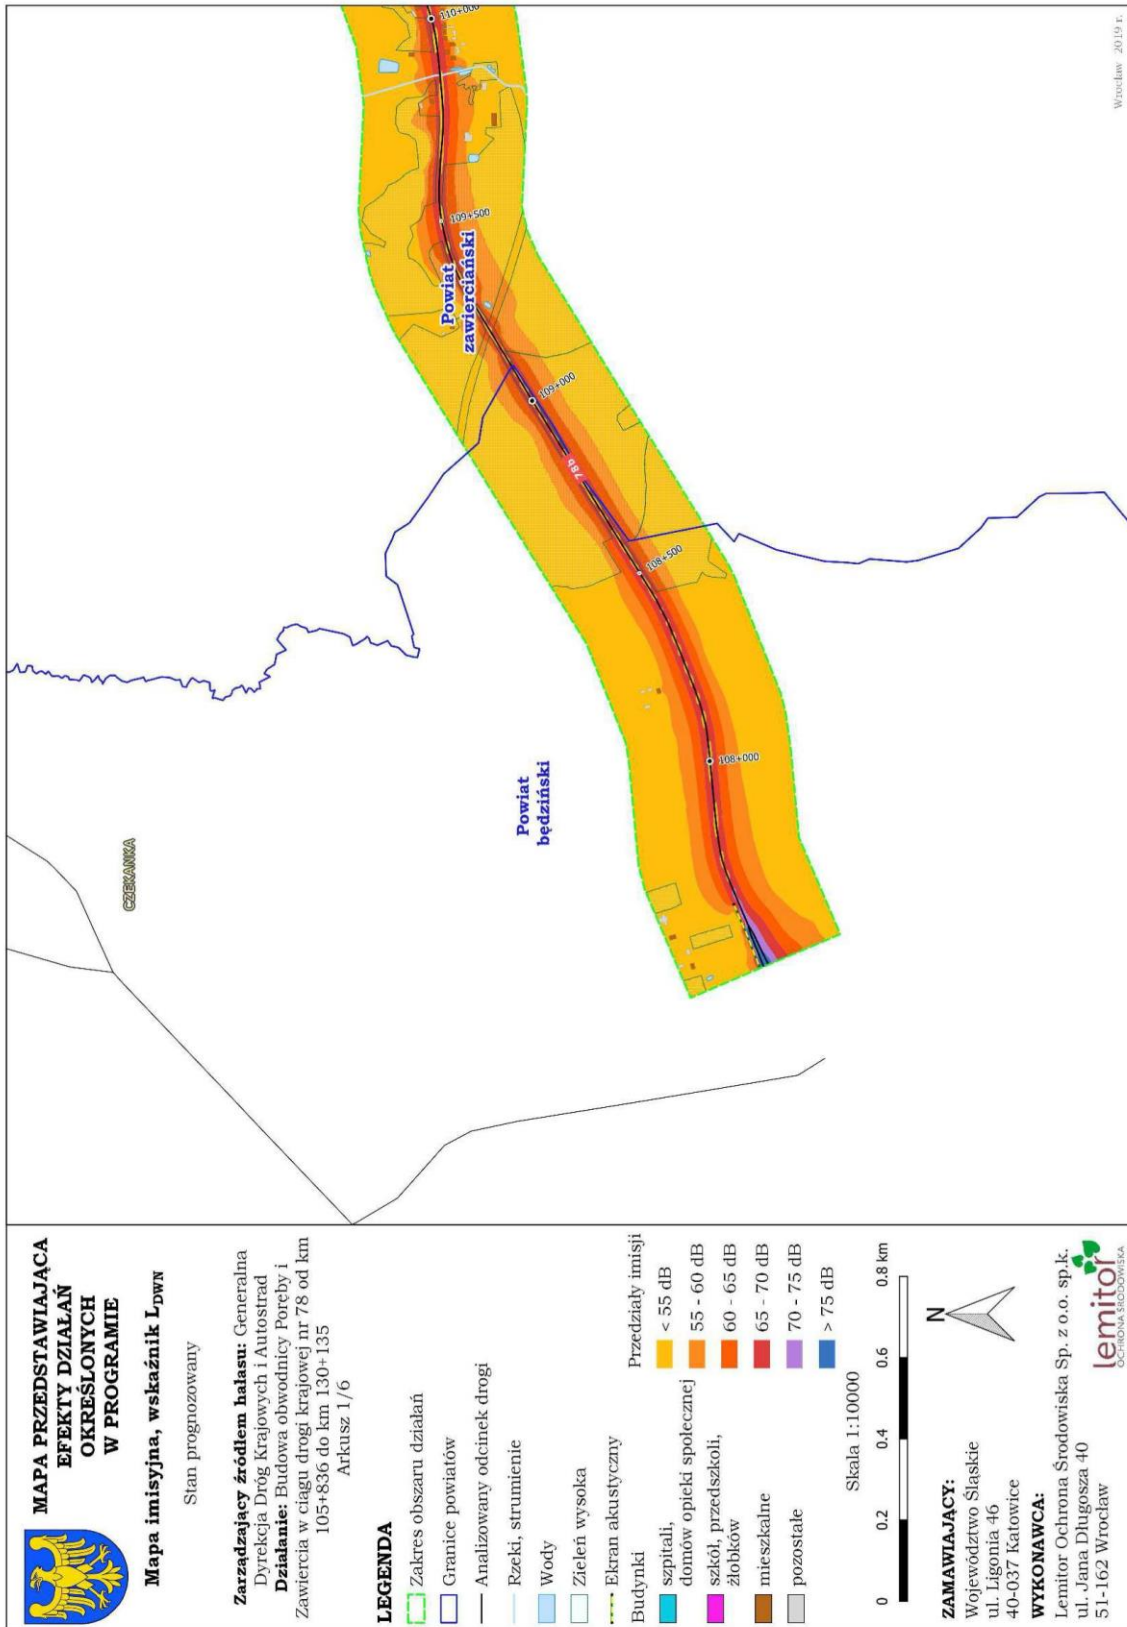 MAPA PRZEDSTAWIAJĄCA
EFEKTY DZIAŁAŃ
OKREŚLONYCH
W PROGRAMIE
Mapa imisyjna, wskaźnik LDWN
Stan prognozowany
Zarządzający źródłem hałasu: Generalna
Dyrekcja Dróg Krajowych i Autostrad
Działanie: Budowa obwodnicy Poręby i
Zawiercia w ciągu drogi krajowej nr 78 od km
105+836 do km 130+135
Arkusz 1/6
LEGENDA
Zakres obszaru działań
Granice powiatów
Analizowany odcinek drogi
Rzeki, strumienie
Wody
Zieleń wysoka
Ekran akustyczny
Budynki
szpitali,
domów opieki społecznej
szkół, przedszkoli,
żłobków
mieszkalne
pozostałe
Przedziały imisji
< 55 dB
55 - 60 dB
60 - 65 dB
65 - 70 dB
70 - 75 dB
> 75 dB
Skala 1:10000
0 0.2 0.4 0.6 0.8 km
N
ZAMAWIAJĄCY:
Województwo Śląskie
ul. Ligonia 46
40-037 Katowice
WYKONAWCA:
Lemitor Ochrona Środowiska Sp. z o.o. sp.k.
ul. Jana Długosza 40
51-162 Wrocław
lemitor
OCHRONA ŚRODOWISKA
CZEKANKA
Powiat
będziński
Powiat
zawierciański
108+000
108+500
109+000
109+500
110+000
Wrocław 2019 r.